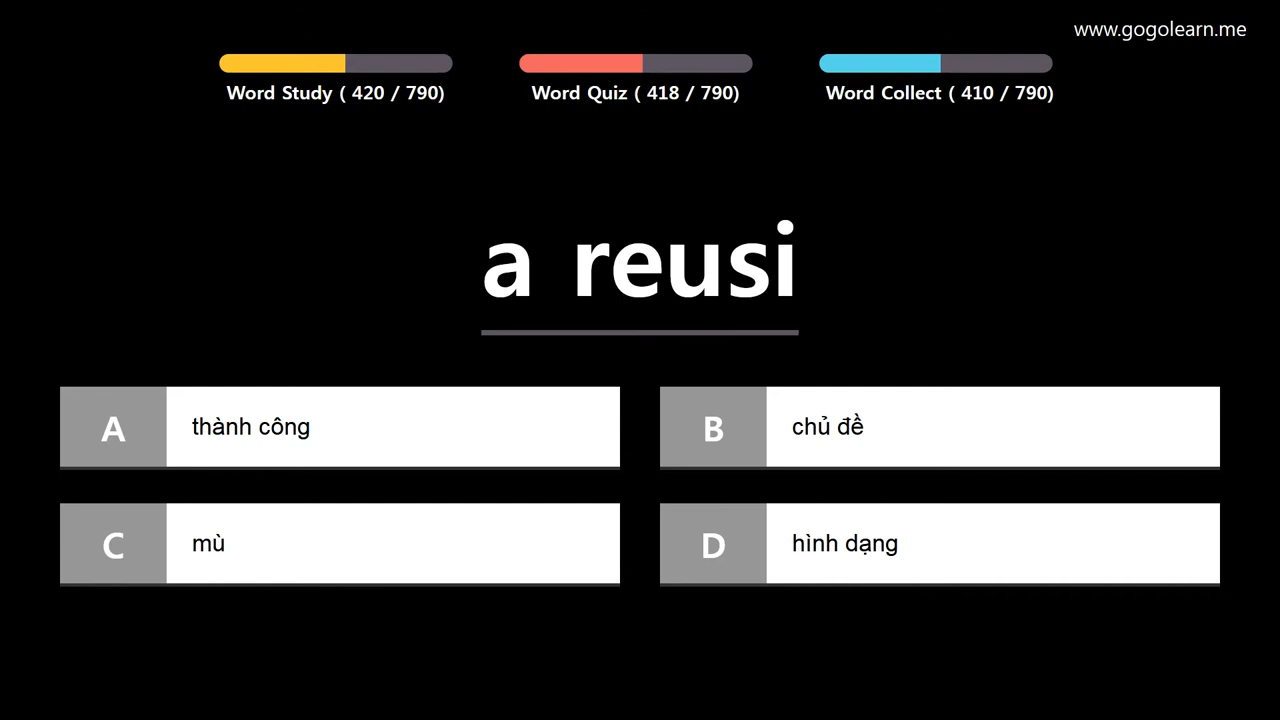 www.gogolearn.me
Word Study ( 420 / 790)
Word Quiz ( 418 / 790)
Word Collect ( 410 / 790)
a reusi
A thành công
B chủ đề
C mù
D hình dạng